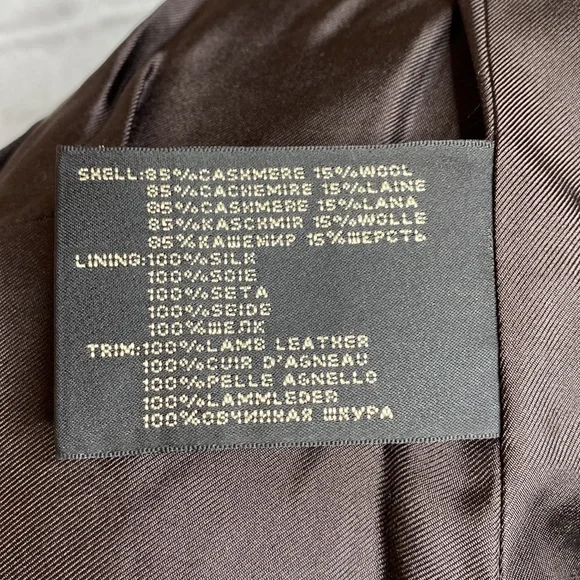 SHELL:85%CASHMERE 15%WOOL
85%CACHEMIRE 15%LAINE
85%CASHMERE 15%LANA
85%KASCHMIR 15%WOLLE
85%КАШЕМИР 15%ШЕРСТЬ
LINING:100%SILK
100%SOIE
100%SETA
100%SEIDE
100%ШЕЛК
TRIM:100%LAMB LEATHER
100%CUIR D'AGNEAU
100%PELLE AGNELLO
100%LAMMLEDER
100%ОВЧИННАЯ ШКУРА